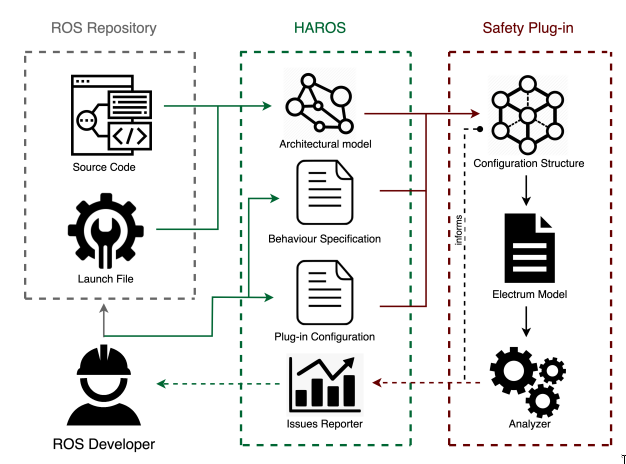 ROS Repository
HAROS
Safety Plug-in
Source Code
Architectural model
Configuration Structure
Behaviour Specification
informs
Launch File
Electrum Model
Plug-in Configuration
Issues Reporter
Analyzer
ROS Developer